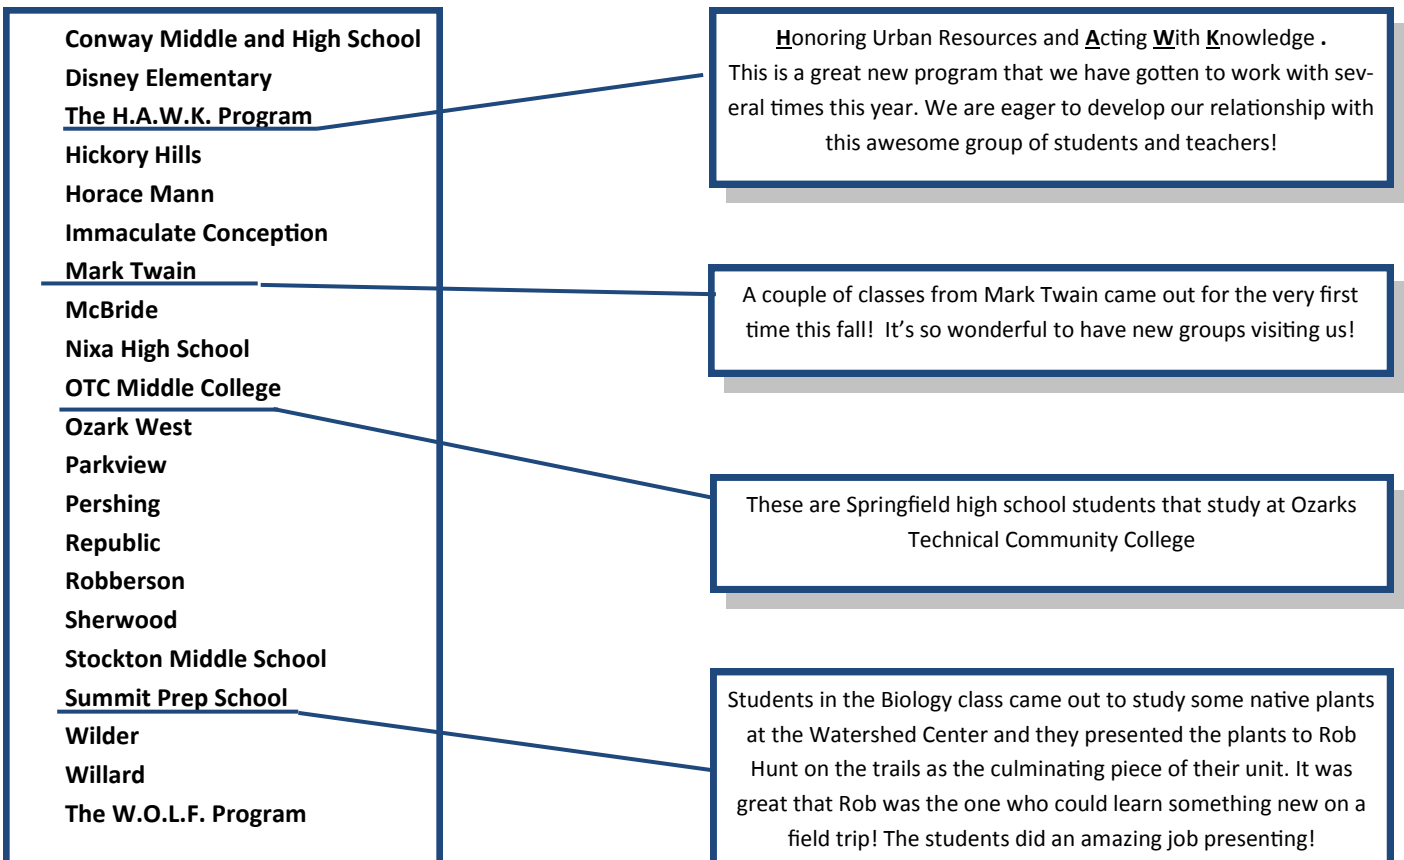 Conway Middle and High School
Disney Elementary
The H.A.W.K. Program
Hickory Hills
Horace Mann
Immaculate Conception
Mark Twain
McBride
Nixa High School
OTC Middle College
Ozark West
Parkview
Pershing
Republic
Robberson
Sherwood
Stockton Middle School
Summit Prep School
Wilder
Willard
The W.O.L.F. Program
Honoring Urban Resources and Acting With Knowledge .
This is a great new program that we have gotten to work with sev-
eral times this year. We are eager to develop our relationship with
this awesome group of students and teachers!
A couple of classes from Mark Twain came out for the very first
time this fall!  It's so wonderful to have new groups visiting us!
These are Springfield high school students that study at Ozarks
Technical Community College
Students in the Biology class came out to study some native plants
at the Watershed Center and they presented the plants to Rob
Hunt on the trails as the culminating piece of their unit. It was
great that Rob was the one who could learn something new on a
field trip! The students did an amazing job presenting!